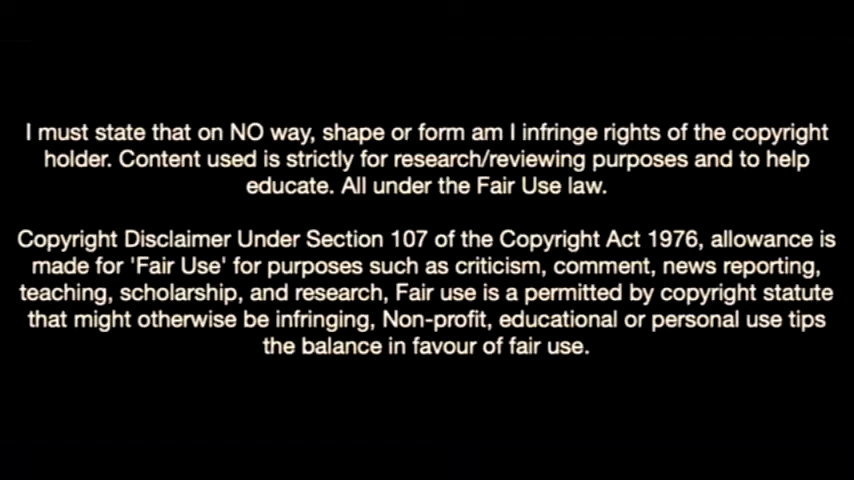 I must state that on NO way, shape or form am I infringe rights of the copyright
holder. Content used is strictly for research/reviewing purposes and to help
educate. All under the Fair Use law.
Copyright Disclaimer Under Section 107 of the Copyright Act 1976, allowance is
made for 'Fair Use' for purposes such as criticism, comment, news reporting,
teaching, scholarship, and research, Fair use is a permitted by copyright statute
that might otherwise be infringing, Non-profit, educational or personal use tips
the balance in favour of fair use.